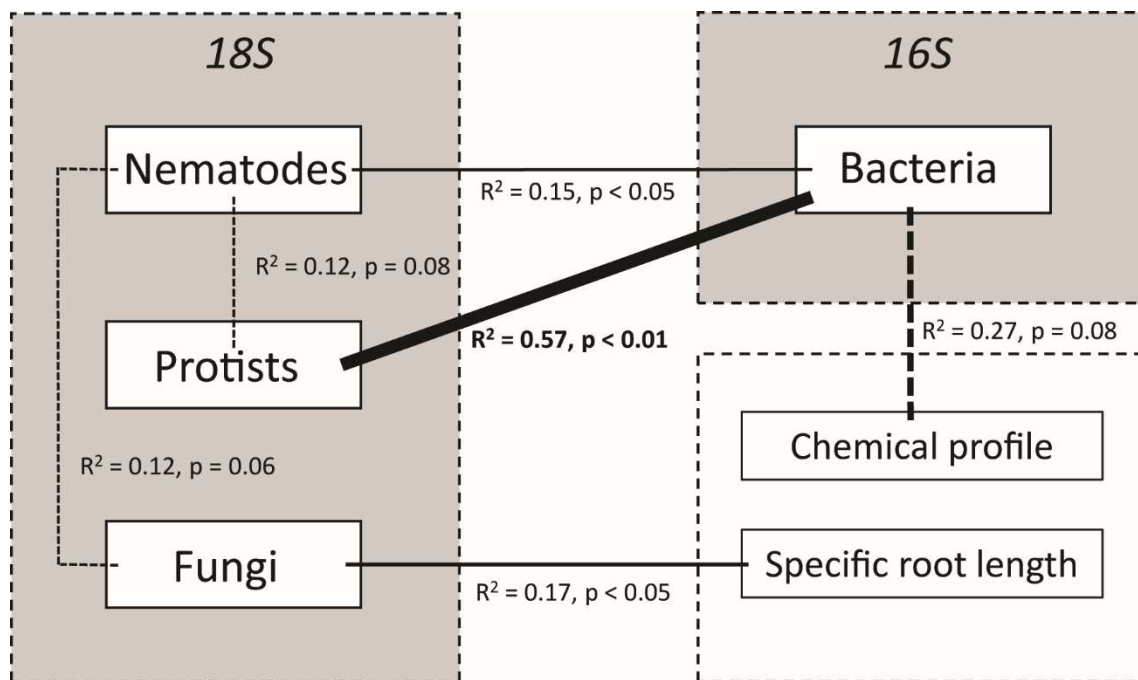 18S
16S
Nematodes
Bacteria
R² = 0.15, p < 0.05
R² = 0.12, p = 0.08
R² = 0.57, p < 0.01
R² = 0.27, p = 0.08
Protists
Chemical profile
R² = 0.12, p = 0.06
Fungi
Specific root length
R² = 0.17, p < 0.05